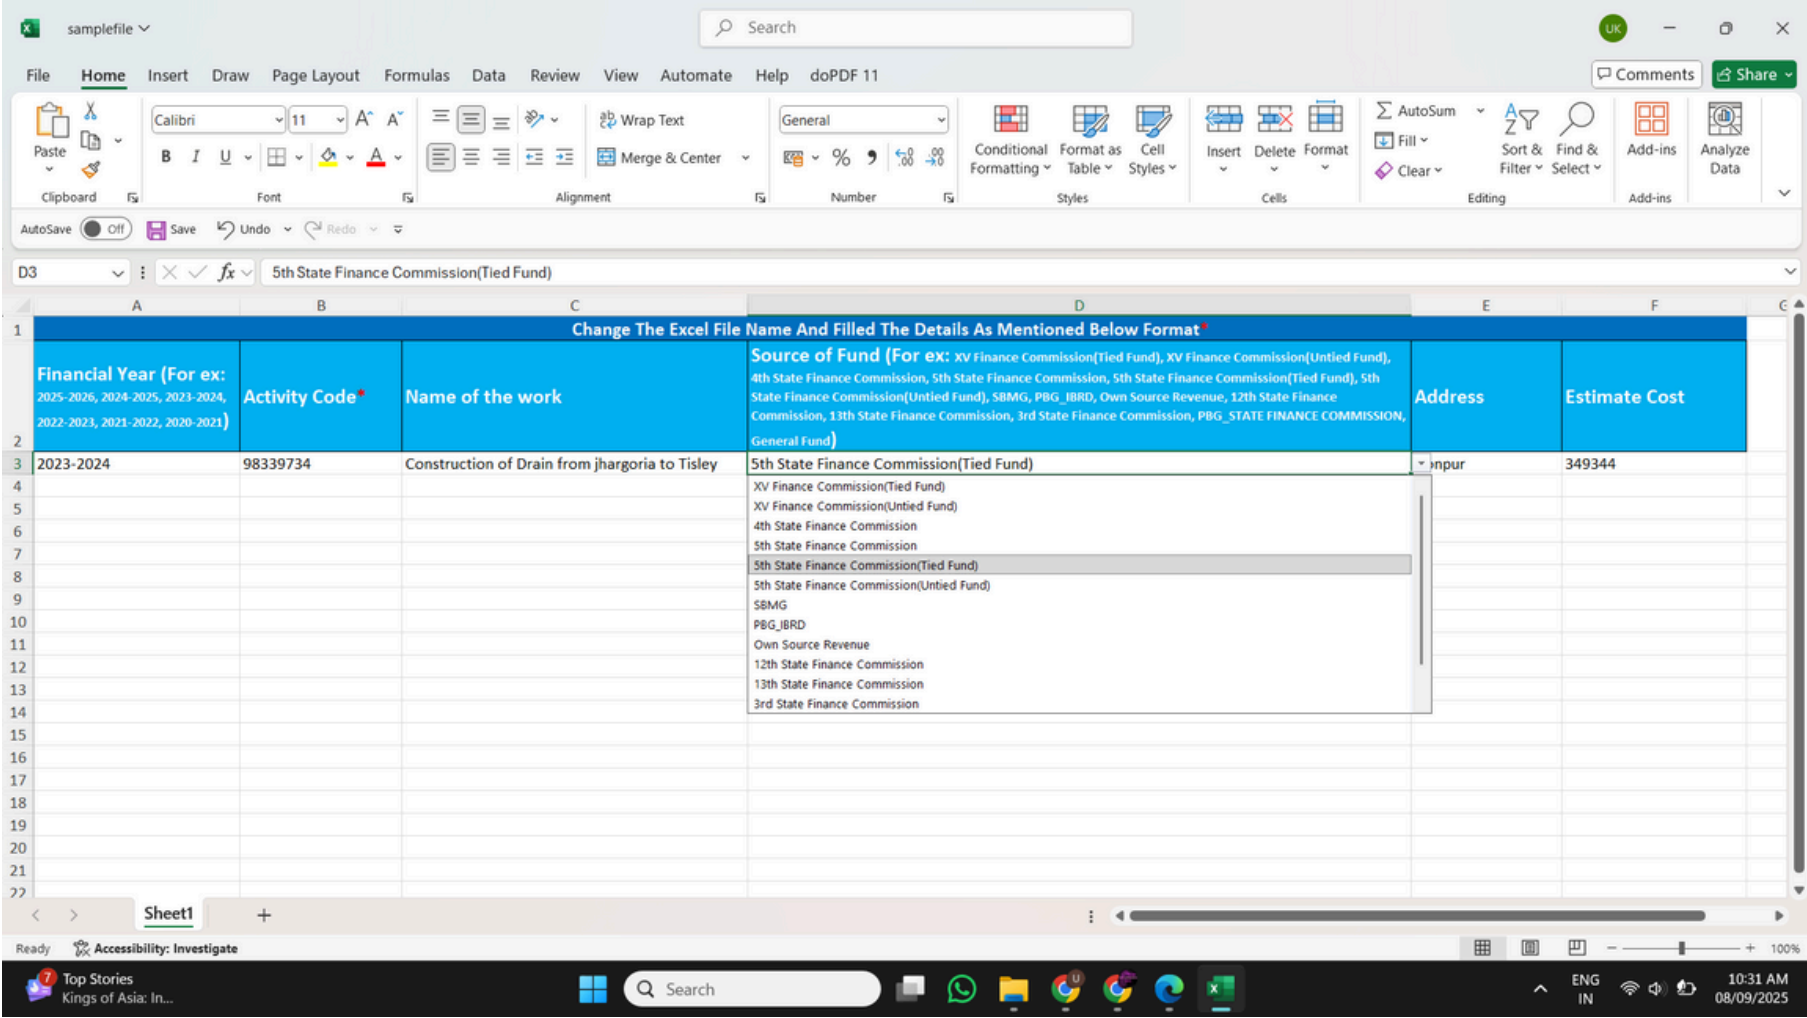 samplefile
Search
UK
File Home Insert Draw Page Layout Formulas Data Review View Automate Help doPDF 11
Comments Share
Paste
Clipboard
Calibri 11
B I U
Font
Wrap Text
Merge & Center
Alignment
General
Number
Conditional Formatting
Format as Table
Cell Styles
Styles
Insert Delete Format
Cells
AutoSum
Fill
Clear
Sort & Filter
Find & Select
Editing
Add-ins
Add-ins
Analyze Data
AutoSave Off Save Undo Redo
D3 fx 5th State Finance Commission(Tied Fund)
A B C D E F G
1 Change The Excel File Name And Filled The Details As Mentioned Below Format*
2
Financial Year (For ex:
2025-2026, 2024-2025, 2023-2024,
2022-2023, 2021-2022, 2020-2021)
Activity Code*
Name of the work
Source of Fund (For ex: XV Finance Commission(Tied Fund), XV Finance Commission(Untied Fund),
4th State Finance Commission, 5th State Finance Commission, 5th State Finance Commission(Tied Fund), 5th
State Finance Commission(Untied Fund), SBMG, PBG_IBRD, Own Source Revenue, 12th State Finance
Commission, 13th State Finance Commission, 3rd State Finance Commission, PBG_STATE FINANCE COMMISSION,
General Fund)
Address
Estimate Cost
3 2023-2024 98339734 Construction of Drain from jhargoria to Tisley 5th State Finance Commission(Tied Fund) onpur 349344
4 XV Finance Commission(Tied Fund)
5 XV Finance Commission(Untied Fund)
6 4th State Finance Commission
7 5th State Finance Commission
8 5th State Finance Commission(Tied Fund)
9 5th State Finance Commission(Untied Fund)
10 SBMG
11 PBG_IBRD
12 Own Source Revenue
13 12th State Finance Commission
14 13th State Finance Commission
3rd State Finance Commission
15
16
17
18
19
20
21
22
Sheet1
Ready Accessibility: Investigate 100%
7 Top Stories
Kings of Asia: In...
Search
ENG
IN
10:31 AM
08/09/2025